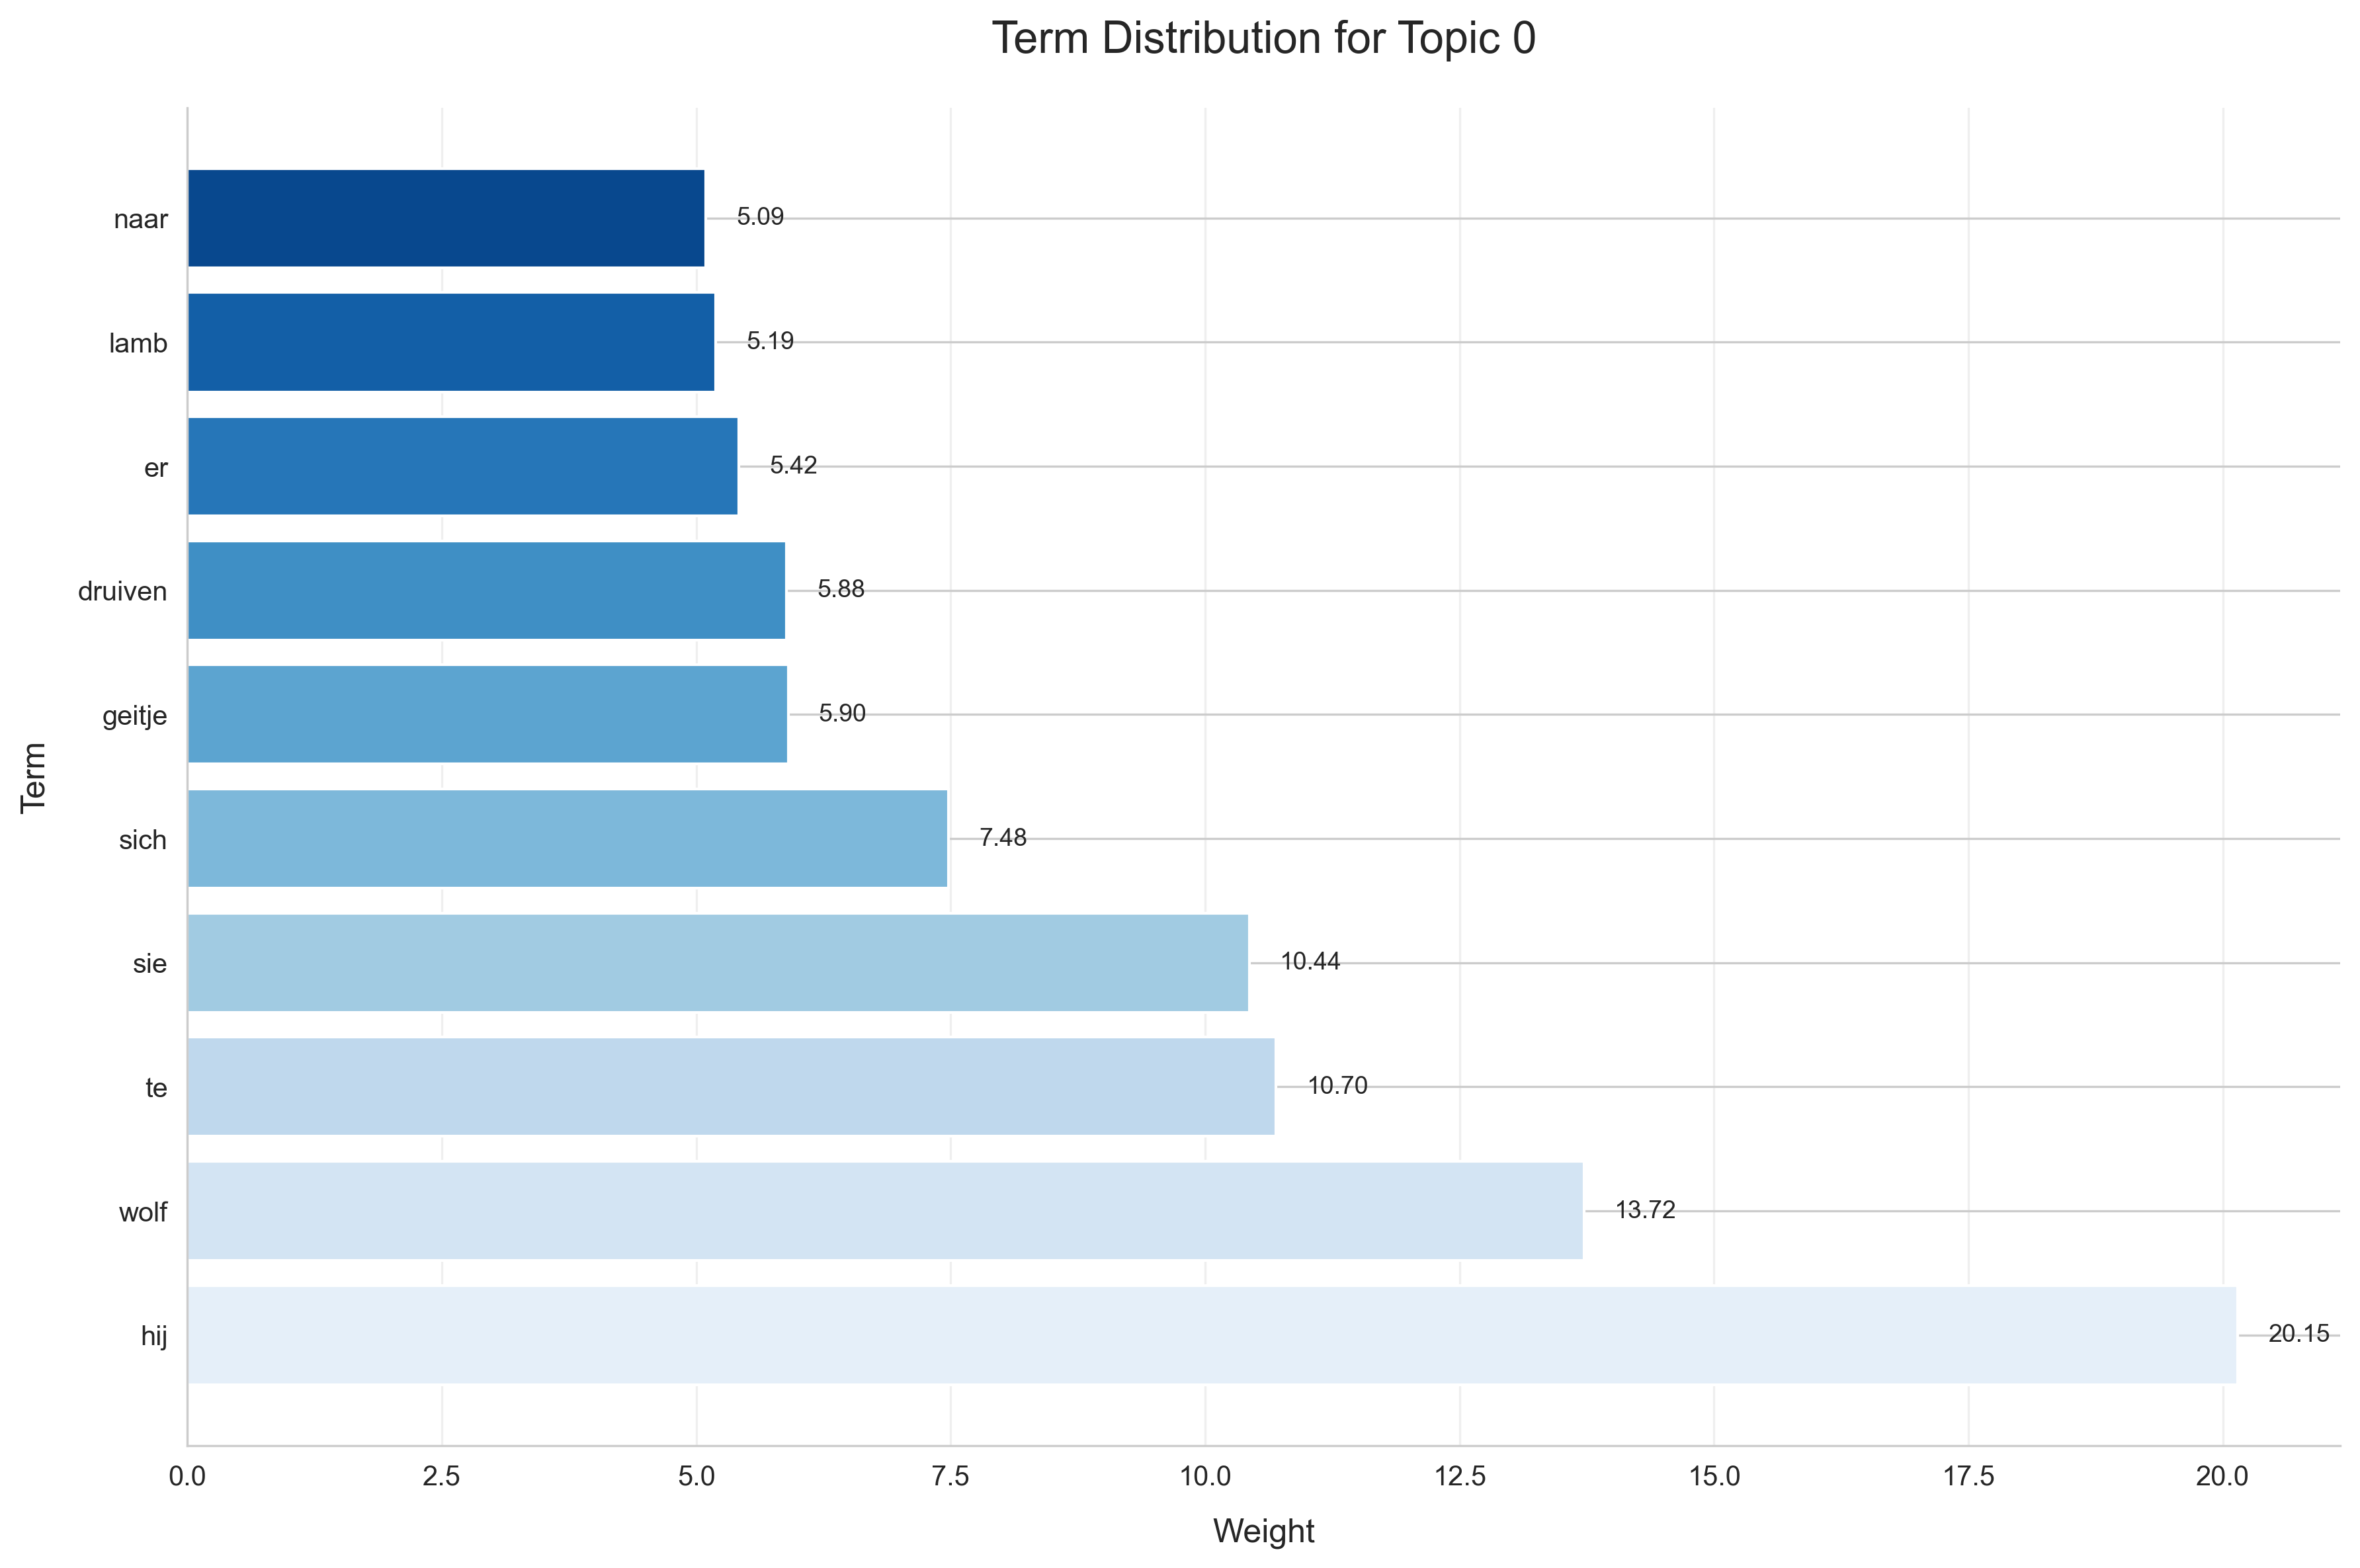 Term Distribution for Topic 0
naar 5.09
lamb 5.19
er 5.42
druiven 5.88
geitje 5.90
sich 7.48
sie 10.44
te 10.70
wolf 13.72
hij 20.15
Term
0.0 2.5 5.0 7.5 10.0 12.5 15.0 17.5 20.0
Weight